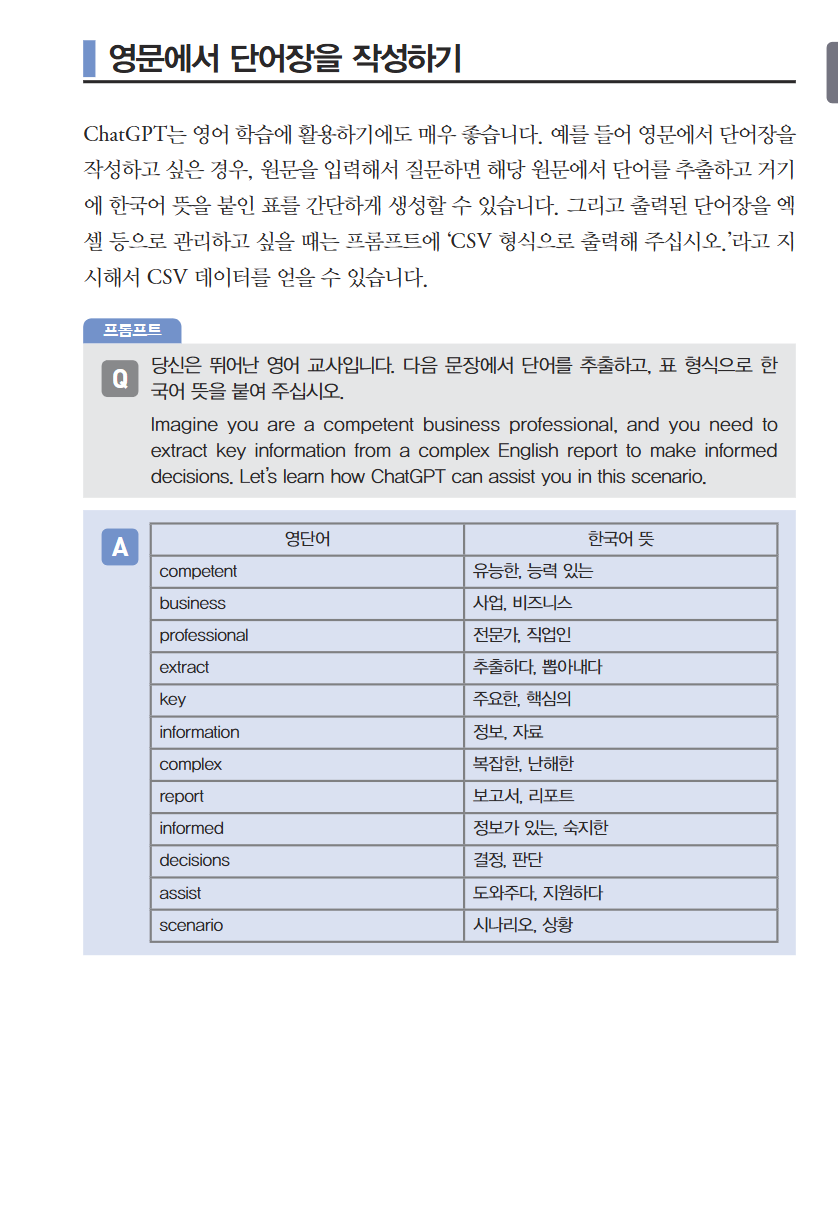 영문에서 단어장을 작성하기
ChatGPT는 영어 학습에 활용하기에도 매우 좋습니다. 예를 들어 영문에서 단어장을
작성하고 싶은 경우, 원문을 입력해서 질문하면 해당 원문에서 단어를 추출하고 거기
에 한국어 뜻을 붙인 표를 간단하게 생성할 수 있습니다. 그리고 출력된 단어장을 엑
셀 등으로 관리하고 싶을 때는 프롬프트에 ‘CSV 형식으로 출력해 주십시오.’라고 지
시해서 CSV 데이터를 얻을 수 있습니다.
프롬프트
Q
당신은 뛰어난 영어 교사입니다. 다음 문장에서 단어를 추출하고, 표 형식으로 한
국어 뜻을 붙여 주십시오.
Imagine you are a competent business professional, and you need to
extract key information from a complex English report to make informed
decisions. Let’s learn how ChatGPT can assist you in this scenario.
A
영단어 한국어 뜻
competent 유능한, 능력 있는
business 사업, 비즈니스
professional 전문가, 직업인
extract 추출하다, 뽑아내다
key 주요한, 핵심의
information 정보, 자료
complex 복잡한, 난해한
report 보고서, 리포트
informed 정보가 있는, 숙지한
decisions 결정, 판단
assist 도와주다, 지원하다
scenario 시나리오, 상황